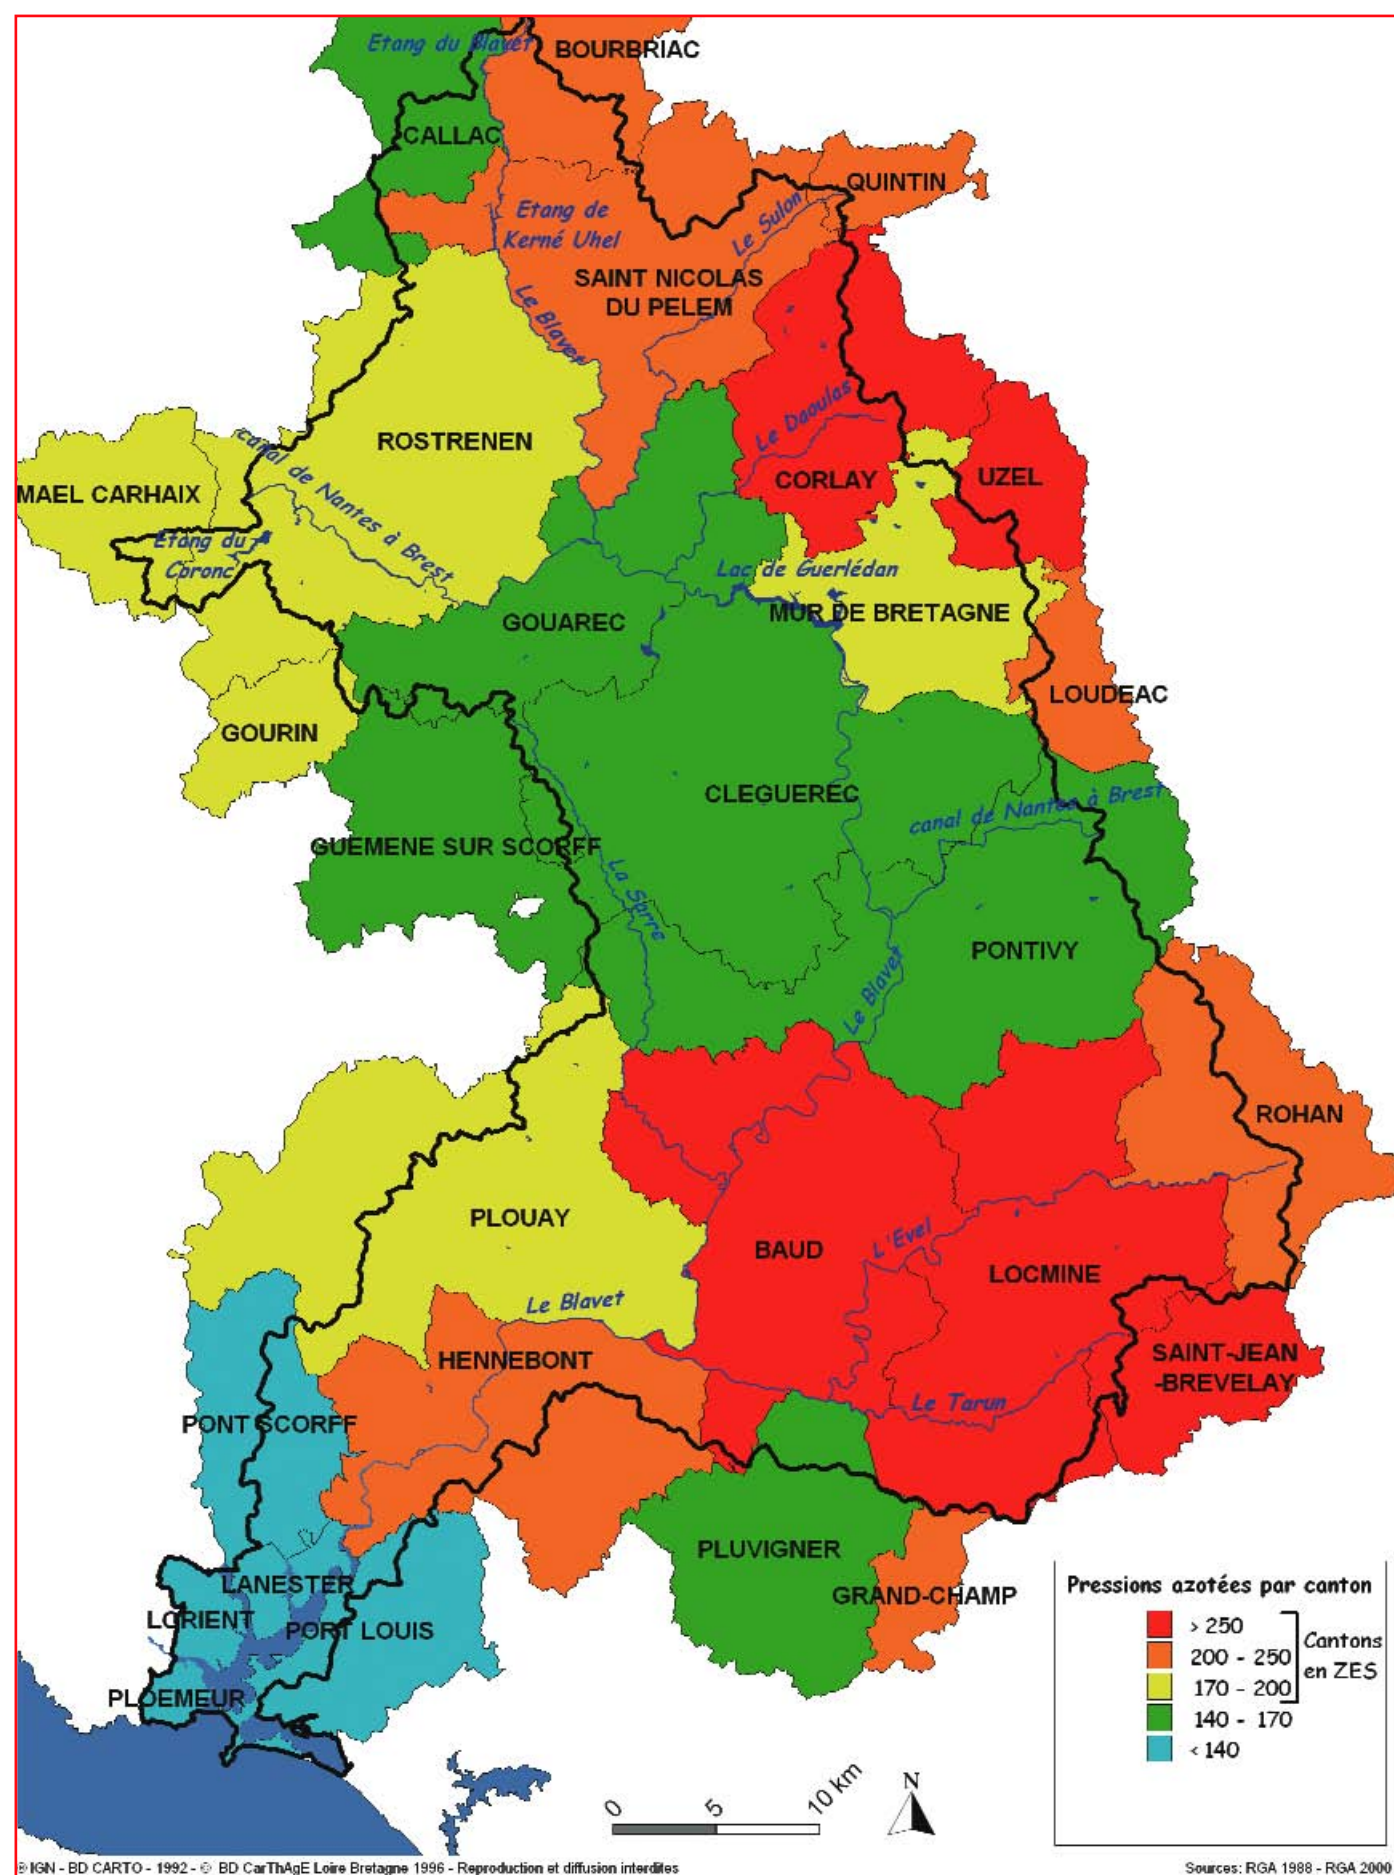 Etang du Blavet
BOURBRIAC
CALLAC
QUINTIN
Etang de
Kerné Uhel
Le Sulon
SAINT NICOLAS
DU PELEM
Le Blavet
Le Daoulas
canal de Nantes à Brest
ROSTRENEN
MAEL CARHAIX
CORLAY
UZEL
Etang du
Coronc'
Lac de Guerlédan
GOUAREC
MUR DE BRETAGNE
LOUDEAC
GOURIN
CLEGUEREC
canal de Nantes à Brest
GUEMENE SUR SCORFF
La Sarre
PONTIVY
Le Blavet
ROHAN
PLOUAY
BAUD
L'Evel
LOCMINE
Le Blavet
HENNEBONT
SAINT-JEAN
-BREVELAY
Le Tarun
PONT SCORFF
PLUVIGNER
GRAND-CHAMP
LANESTER
LORIENT
PORT LOUIS
PLOEMEUR
Pressions azotées par canton
> 250
200 - 250
170 - 200
Cantons
en ZES
140 - 170
< 140
0 5 10 km
N
© IGN - BD CARTO - 1992 - © BD CarThAgE Loire Bretagne 1996 - Reproduction et diffusion interdites
Sources: RGA 1988 - RGA 2000